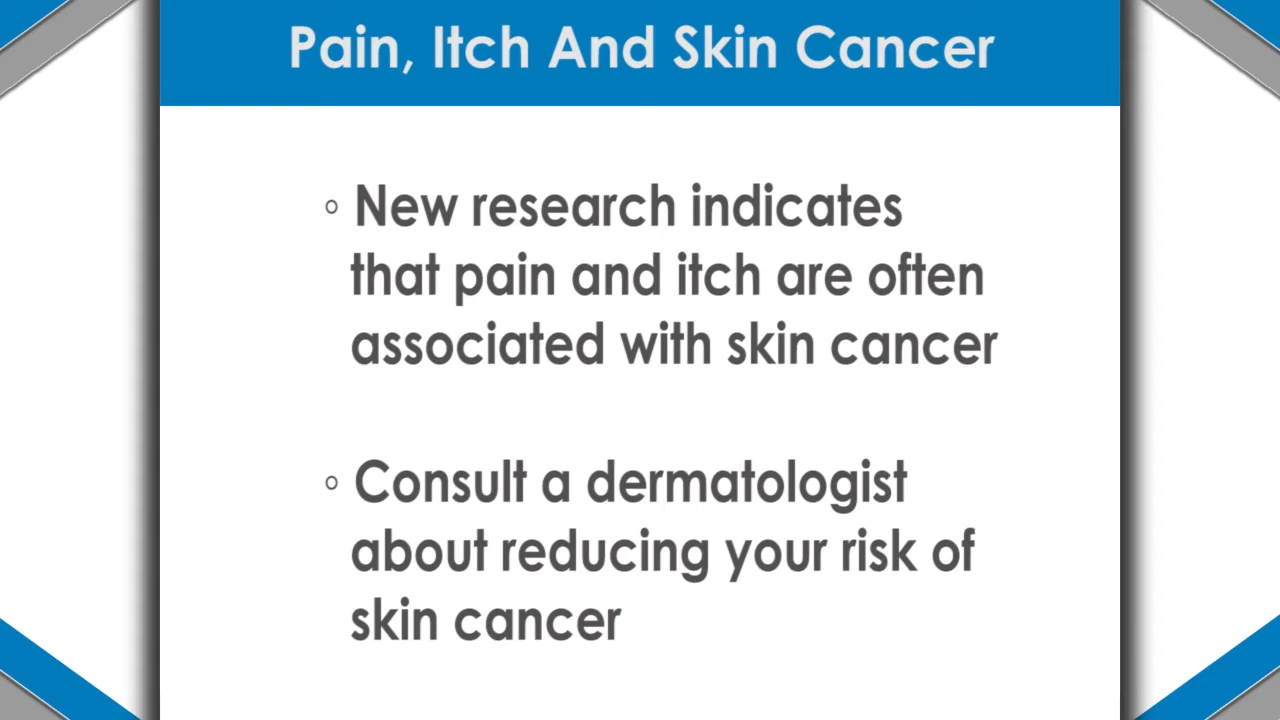 Pain, Itch And Skin Cancer
◦ New research indicates
that pain and itch are often
associated with skin cancer
◦ Consult a dermatologist
about reducing your risk of
skin cancer